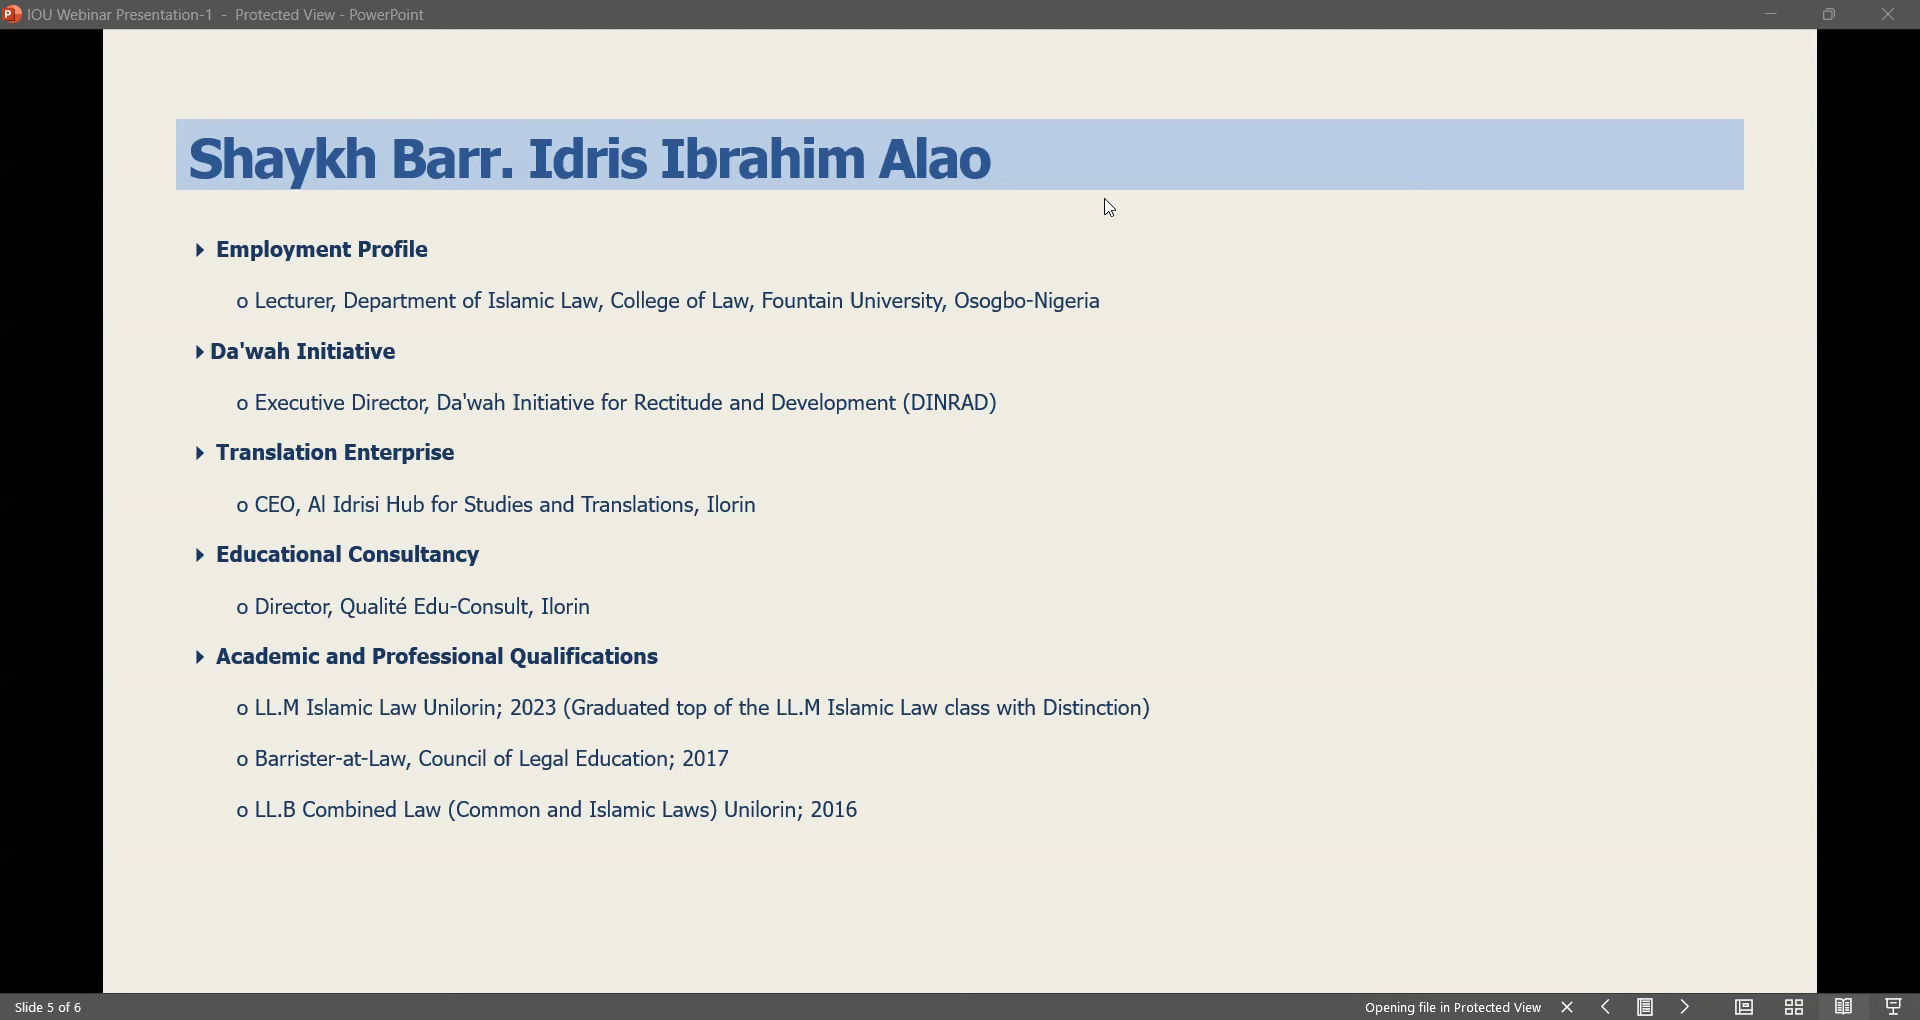 IOU Webinar Presentation-1 - Protected View - PowerPoint
Shaykh Barr. Idris Ibrahim Alao
Employment Profile
o Lecturer, Department of Islamic Law, College of Law, Fountain University, Osogbo-Nigeria
Da'wah Initiative
o Executive Director, Da'wah Initiative for Rectitude and Development (DINRAD)
Translation Enterprise
o CEO, Al Idrisi Hub for Studies and Translations, Ilorin
Educational Consultancy
o Director, Qualité Edu-Consult, Ilorin
Academic and Professional Qualifications
o LL.M Islamic Law Unilorin; 2023 (Graduated top of the LL.M Islamic Law class with Distinction)
o Barrister-at-Law, Council of Legal Education; 2017
o LL.B Combined Law (Common and Islamic Laws) Unilorin; 2016
Slide 5 of 6
Opening file in Protected View